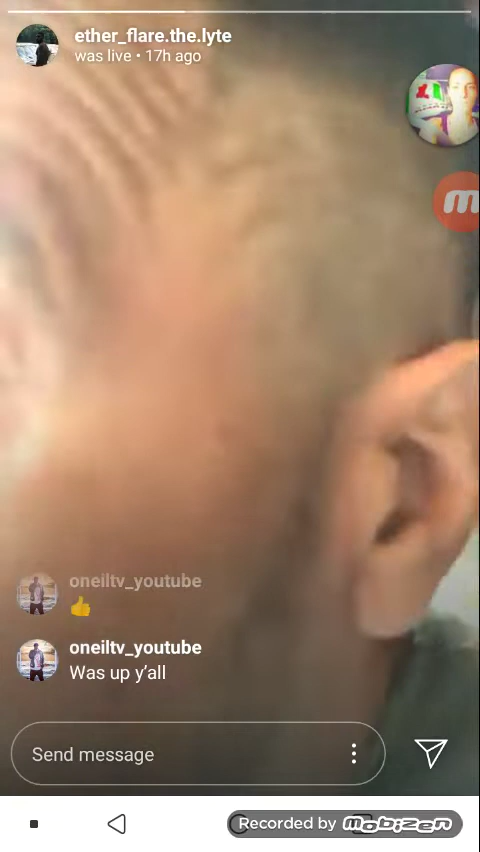 ether_flare.the.lyte
was live • 17h ago
m
oneiltv_youtube
👍
oneiltv_youtube
Was up y'all
Send message
Recorded by mobizen